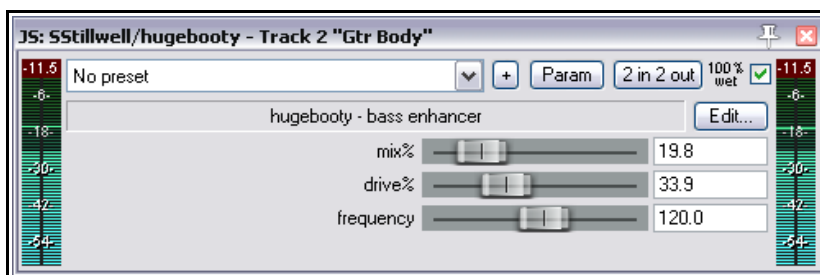 JS: SStillwell/hugebooty - Track 2 "Gtr Body"
-11.5 No preset + Param 2 in 2 out 100% wet -11.5
-6- -6-
hugebooty - bass enhancer Edit...
-18- -18-
mix% 19.8
-30- -30-
drive% 33.9
-42- -42-
frequency 120.0
-54- -54-